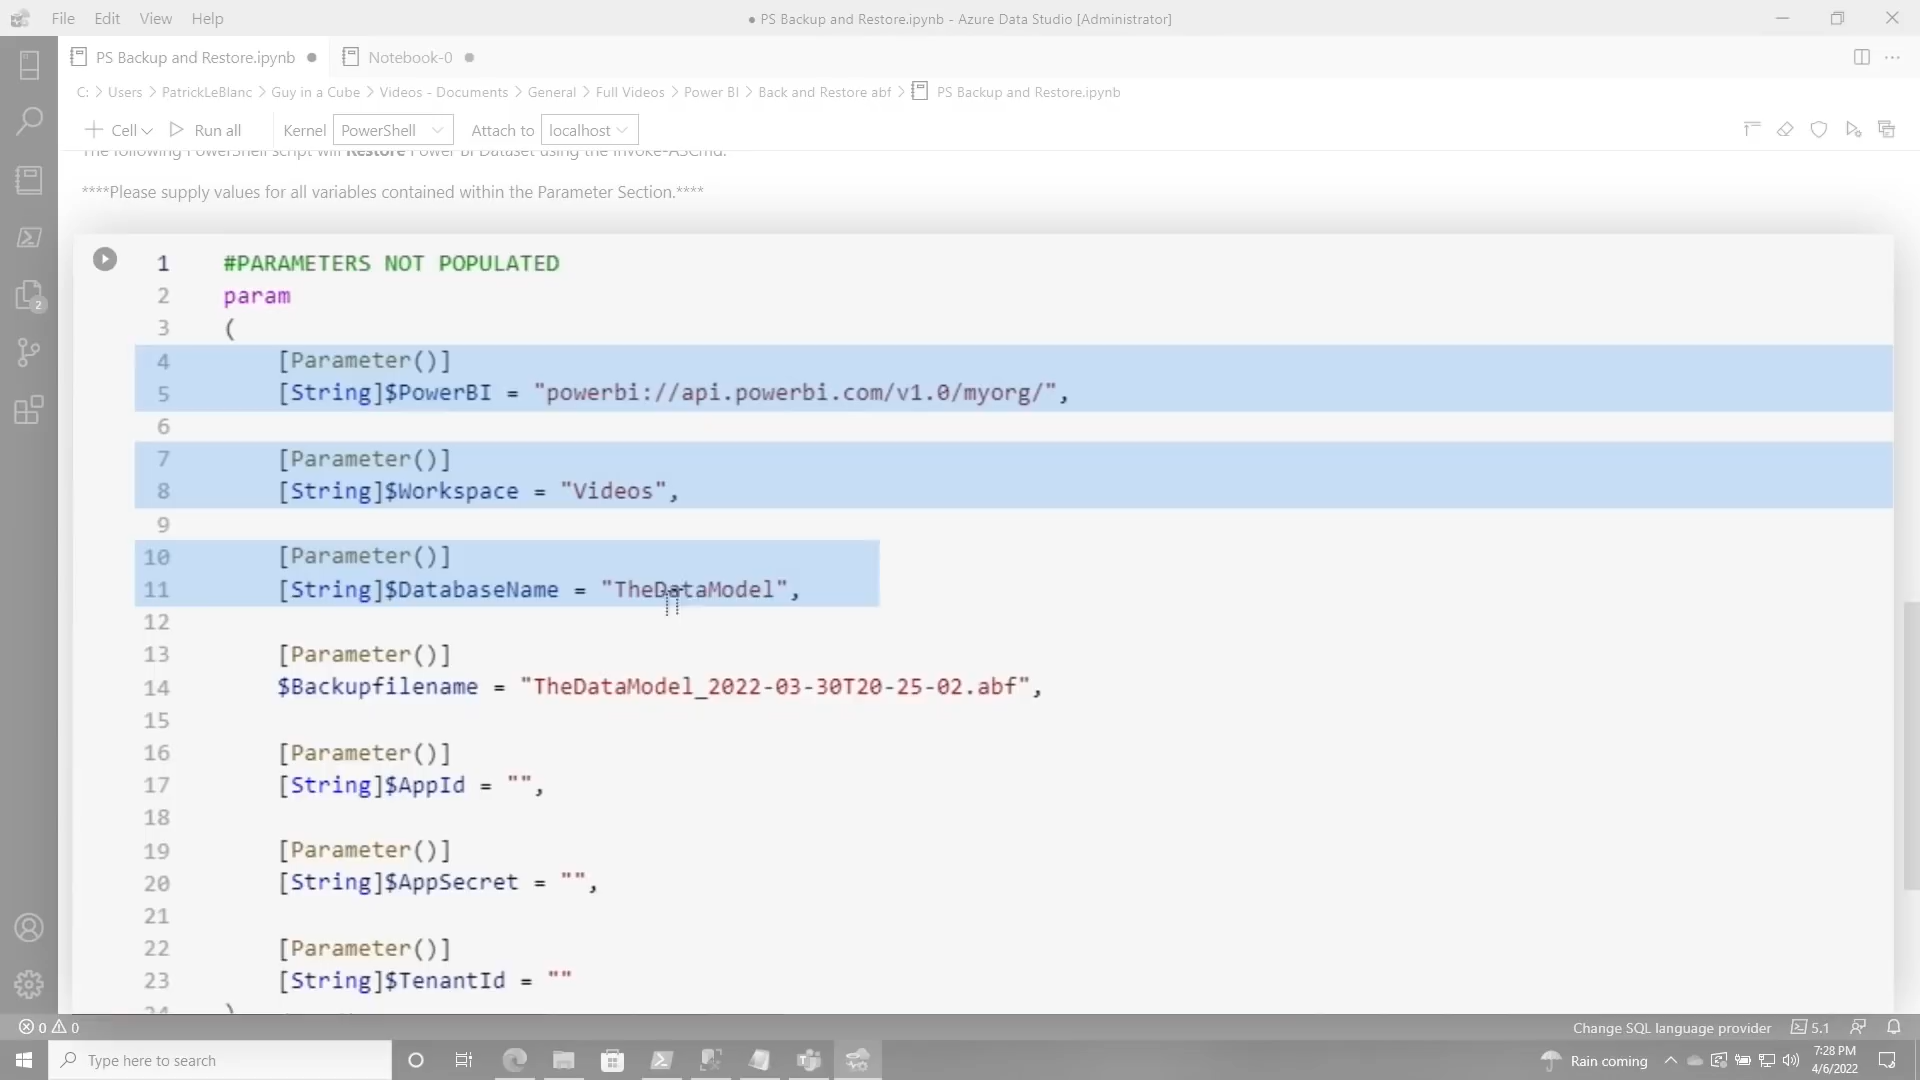 File Edit View Help
● PS Backup and Restore.ipynb - Azure Data Studio [Administrator]
PS Backup and Restore.ipynb ●
Notebook-0 ●
C: > Users > PatrickLeBlanc > Guy in a Cube > Videos - Documents > General > Full Videos > Power BI > Back and Restore abf > PS Backup and Restore.ipynb
Cell Run all Kernel PowerShell Attach to localhost
The following PowerShell script will Restore Power BI Dataset using the Invoke-ASCmd.
****Please supply values for all variables contained within the Parameter Section.****
1 #PARAMETERS NOT POPULATED
2 param
3 (
4 [Parameter()]
5 [String]$PowerBI = "powerbi://api.powerbi.com/v1.0/myorg/",
6
7 [Parameter()]
8 [String]$Workspace = "Videos",
9
10 [Parameter()]
11 [String]$DatabaseName = "TheDataModel",
12
13 [Parameter()]
14 $Backupfilename = "TheDataModel_2022-03-30T20-25-02.abf",
15
16 [Parameter()]
17 [String]$AppId = "",
18
19 [Parameter()]
20 [String]$AppSecret = "",
21
22 [Parameter()]
23 [String]$TenantId = ""
24 )
2
0 0
Change SQL language provider 5.1
Type here to search
Rain coming
7:28 PM
4/6/2022